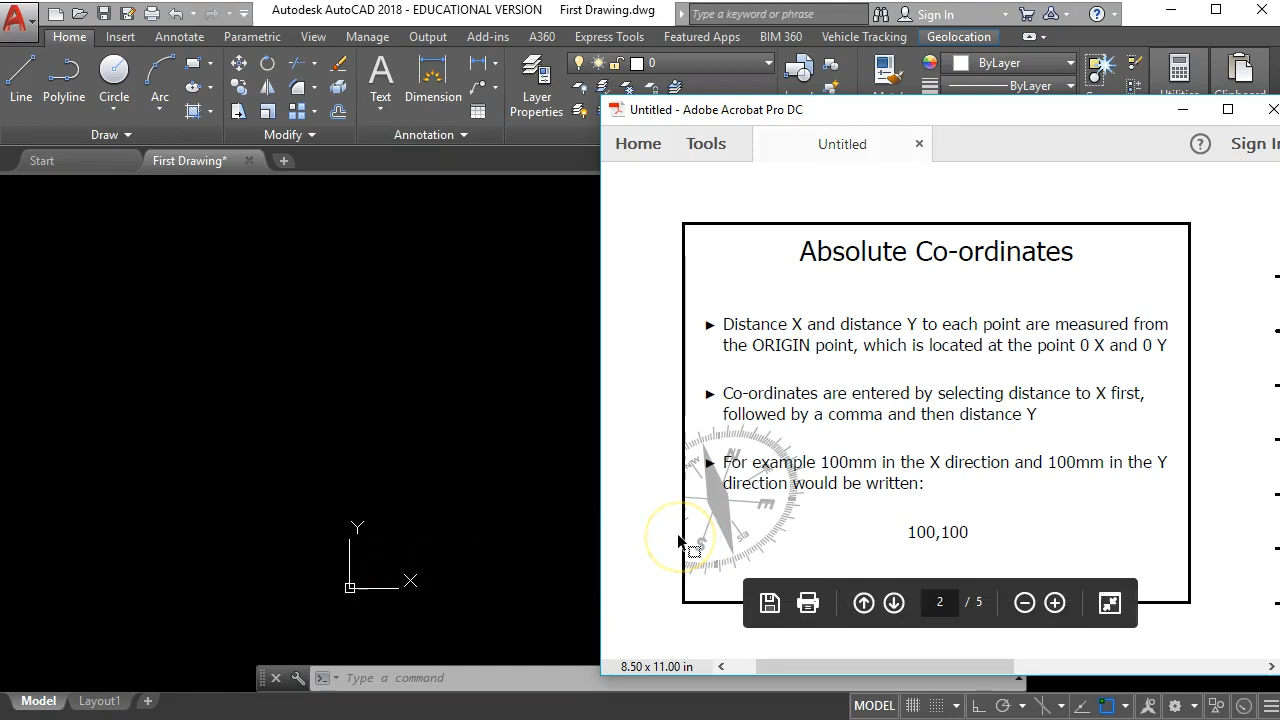 Autodesk AutoCAD 2018 - EDUCATIONAL VERSION First Drawing.dwg
Type a keyword or phrase
Sign In
Home Insert Annotate Parametric View Manage Output Add-ins A360 Express Tools Featured Apps BIM 360 Vehicle Tracking Geolocation
0
ByLayer
ByLayer
Line Polyline Circle Arc
Text Dimension
Layer
Properties
Draw Modify Annotation
Start First Drawing*
Untitled - Adobe Acrobat Pro DC
Home Tools Untitled
Absolute Co-ordinates
► Distance X and distance Y to each point are measured from
the ORIGIN point, which is located at the point 0 X and 0 Y
► Co-ordinates are entered by selecting distance to X first,
followed by a comma and then distance Y
► For example 100mm in the X direction and 100mm in the Y
direction would be written:
100,100
N
NW
E
S
Y
X
2 / 5
8.50 x 11.00 in
Type a command
Model Layout1
MODEL